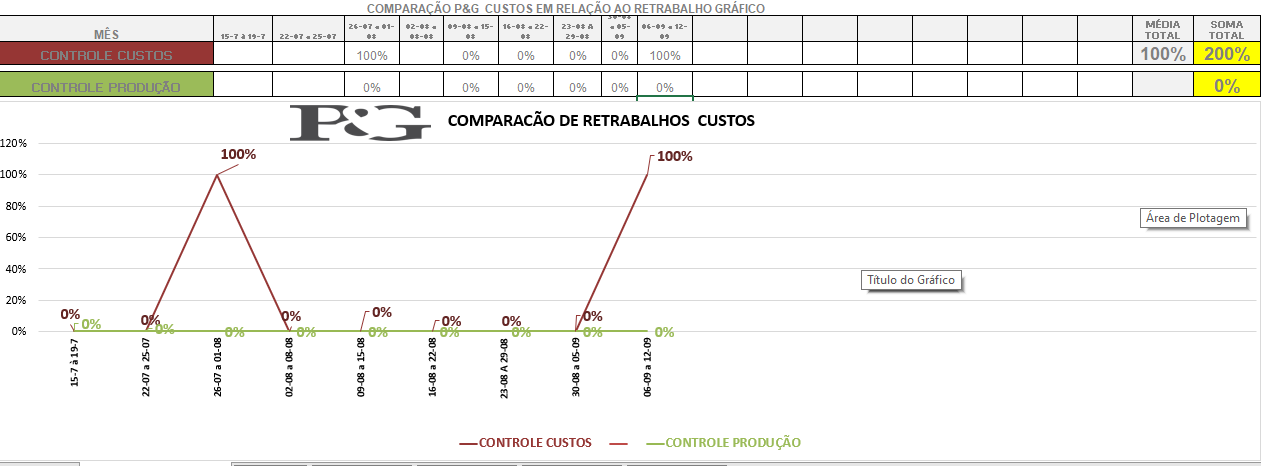 COMPARAÇÃO P&G CUSTOS EM RELAÇÃO AO RETRABALHO GRÁFICO
MÊS 15-7 à 19-7 22-07 a 25-07 26-07 a 01-08 02-08 a 08-08 09-08 a 15-08 16-08 a 22-08 23-08 A 29-08 30-08 a 05-09 06-09 a 12-09 MÉDIA TOTAL SOMA TOTAL
CONTROLE CUSTOS 100% 0% 0% 0% 0% 100% 100% 200%
CONTROLE PRODUÇÃO 0% 0% 0% 0% 0% 0% 0%
P&G COMPARACÃO DE RETRABALHOS CUSTOS
120%
100% 100% 100%
80%
Área de Plotagem
60%
40%
Título do Gráfico
20%
0% 0% 0% 0% 0% 0% 0%
0% 0% 0% 0% 0% 0% 0% 0% 0% 0%
15-7 à 19-7 22-07 a 25-07 26-07 a 01-08 02-08 a 08-08 09-08 a 15-08 16-08 a 22-08 23-08 A 29-08 30-08 a 05-09 06-09 a 12-09
CONTROLE CUSTOS CONTROLE PRODUÇÃO